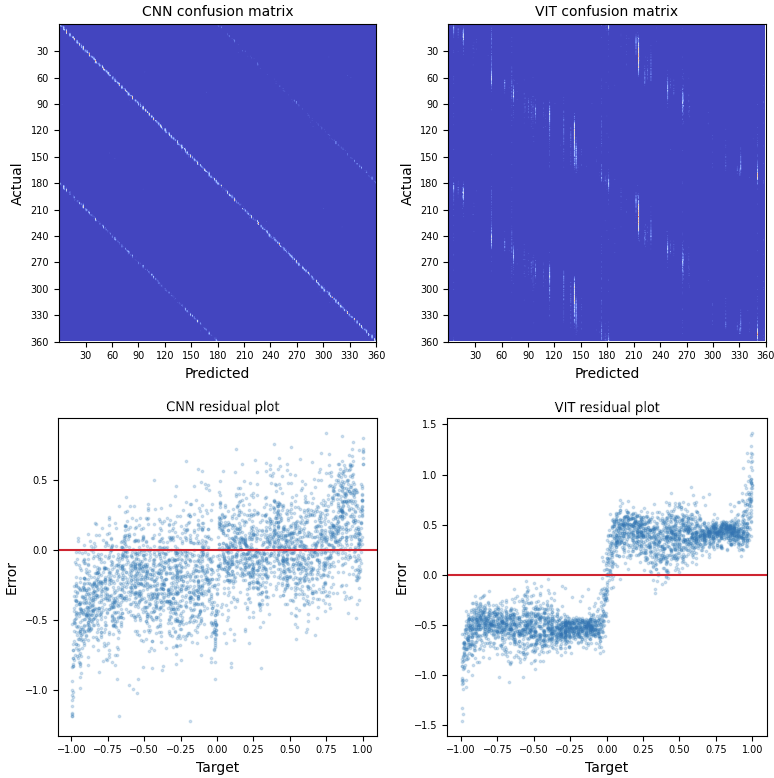 CNN confusion matrix
VIT confusion matrix
30
60
90
120
150
180
210
240
270
300
330
360
Actual
30 60 90 120 150 180 210 240 270 300 330 360
Predicted
30
60
90
120
150
180
210
240
270
300
330
360
Actual
30 60 90 120 150 180 210 240 270 300 330 360
Predicted
CNN residual plot
VIT residual plot
0.5
0.0
−0.5
−1.0
Error
−1.00 −0.75 −0.50 −0.25 0.00 0.25 0.50 0.75 1.00
Target
1.5
1.0
0.5
0.0
−0.5
−1.0
−1.5
Error
−1.00 −0.75 −0.50 −0.25 0.00 0.25 0.50 0.75 1.00
Target